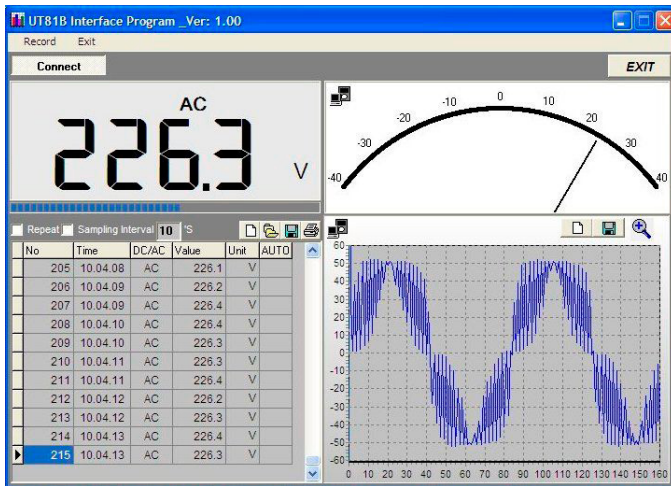 UT81B Interface Program _Ver: 1.00
Record Exit
Connect
EXIT
AC
226.3
V
-40 -30 -20 -10 0 10 20 30 40
Repeat Sampling Interval 10 'S
No Time DC/AC Value Unit AUTO
205 10.04.08 AC 226.1 V
206 10.04.09 AC 226.2 V
207 10.04.09 AC 226.4 V
208 10.04.10 AC 226.4 V
209 10.04.10 AC 226.3 V
210 10.04.11 AC 226.3 V
211 10.04.11 AC 226.4 V
212 10.04.12 AC 226.2 V
213 10.04.12 AC 226.3 V
214 10.04.13 AC 226.4 V
215 10.04.13 AC 226.3 V
60
50
40
30
20
10
0
-10
-20
-30
-40
-50
-60
0 10 20 30 40 50 60 70 80 90 100 110 120 130 140 150 160